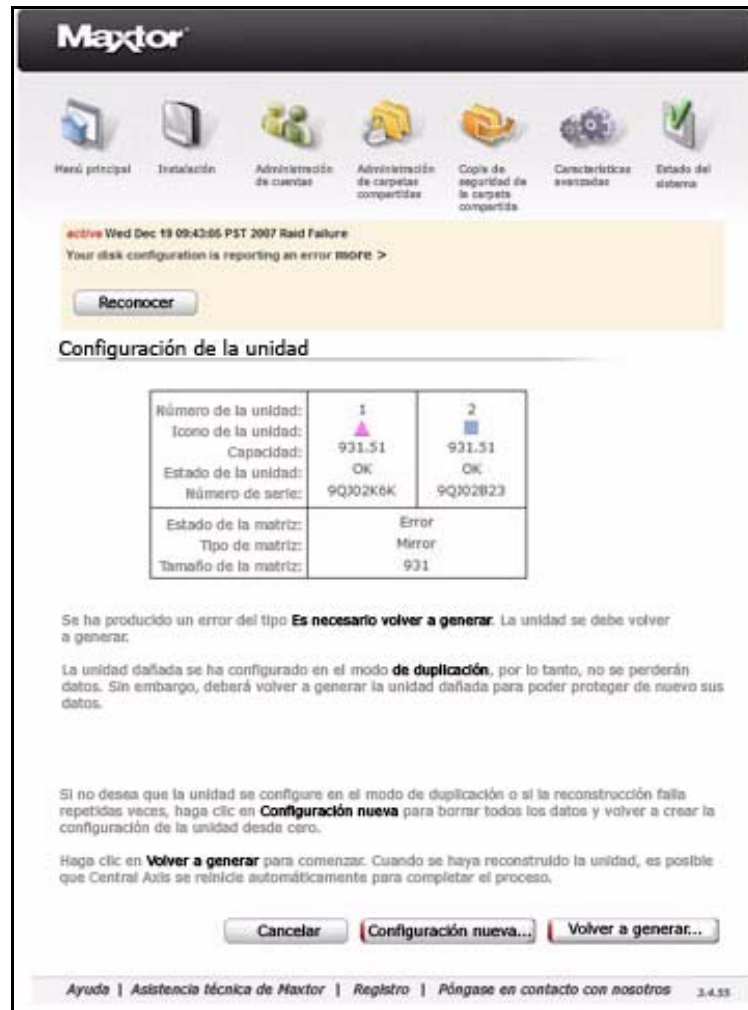 Maxtor
Menú principal
Instalación
Administración de cuentas
Administración de carpetas compartidas
Copia de seguridad de la carpeta compartida
Características avanzadas
Estado del sistema
active Wed Dec 19 09:43:05 PST 2007 Raid Failure
Your disk configuration is reporting an error more >
Reconocer
Configuración de la unidad
Número de la unidad: 1 2
Icono de la unidad:
Capacidad: 931.51 931.51
Estado de la unidad: OK OK
Número de serie: 9QJ02K6K 9QJ02B23
Estado de la matriz: Error
Tipo de matriz: Mirror
Tamaño de la matriz: 931
Se ha producido un error del tipo Es necesario volver a generar. La unidad se debe volver
a generar.
La unidad dañada se ha configurado en el modo de duplicación, por lo tanto, no se perderán
datos. Sin embargo, deberá volver a generar la unidad dañada para poder proteger de nuevo sus
datos.
Si no desea que la unidad se configure en el modo de duplicación o si la reconstrucción falla
repetidas veces, haga clic en Configuración nueva para borrar todos los datos y volver a crear la
configuración de la unidad desde cero.
Haga clic en Volver a generar para comenzar. Cuando se haya reconstruido la unidad, es posible
que Central Axis se reinicie automáticamente para completar el proceso.
Cancelar
Configuración nueva...
Volver a generar...
Ayuda | Asistencia técnica de Maxtor | Registro | Póngase en contacto con nosotros 3.4.55